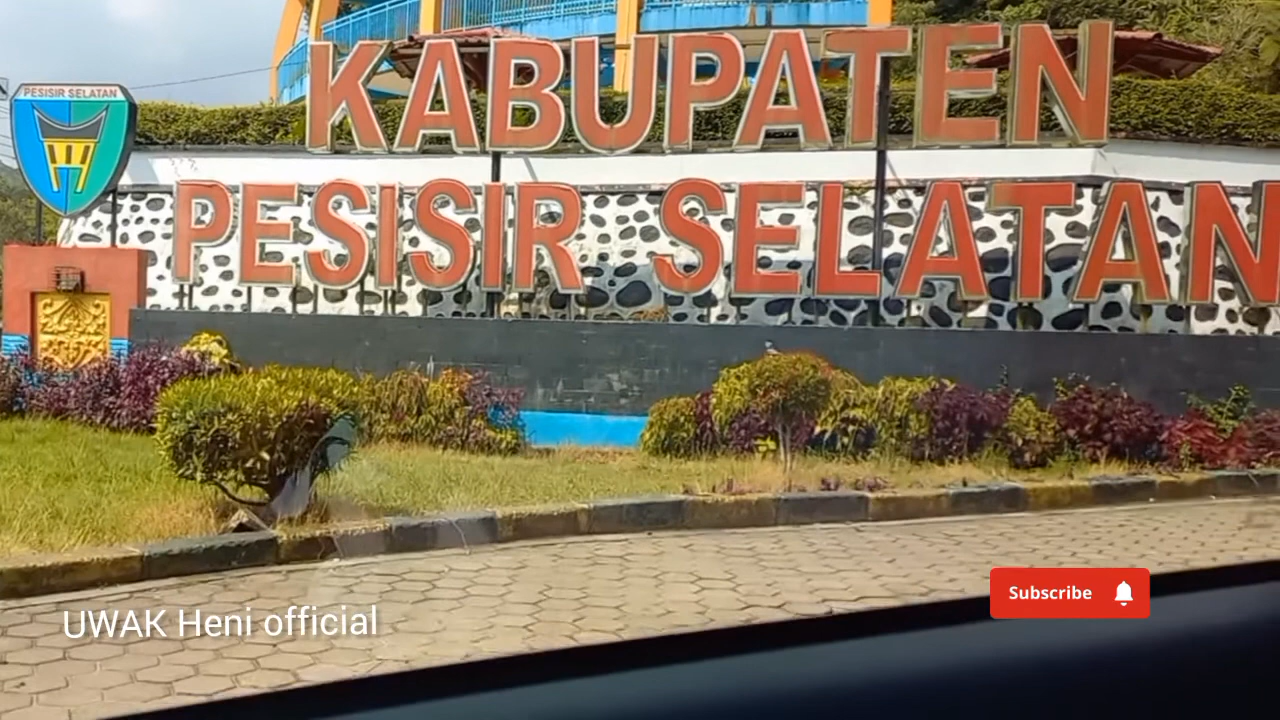 KABUPATEN
PESISIR SELATAN
PESISIR SELATAN
Subscribe
UWAK Heni official